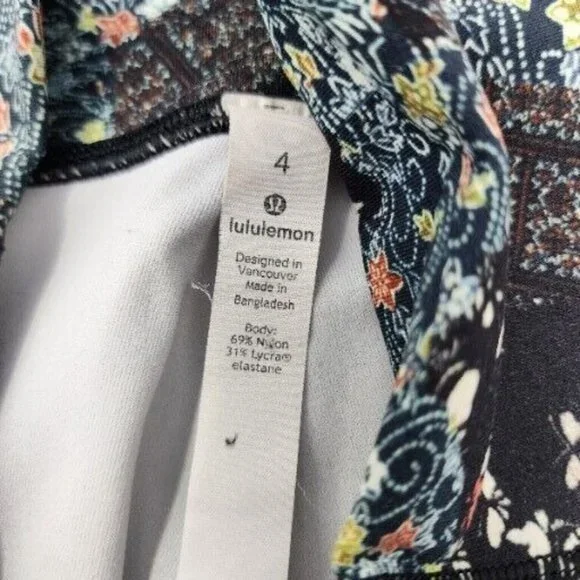 4
lululemon
Designed in
Vancouver
Made in
Bangladesh
Body:
69% Nylon
31% Lycra®
elastane